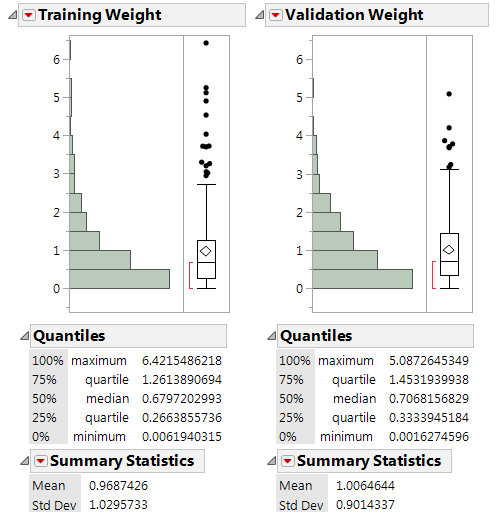 Training Weight
6
5
4
3
2
1
0
Quantiles
100% maximum 6.4215486218
75% quartile 1.2613890694
50% median 0.6797202993
25% quartile 0.2663855736
0% minimum 0.0061940315
Summary Statistics
Mean 0.9687426
Std Dev 1.0295733
Validation Weight
6
5
4
3
2
1
0
Quantiles
100% maximum 5.0872645349
75% quartile 1.4531939938
50% median 0.7068156829
25% quartile 0.3333945184
0% minimum 0.0016274596
Summary Statistics
Mean 1.0064644
Std Dev 0.9014337